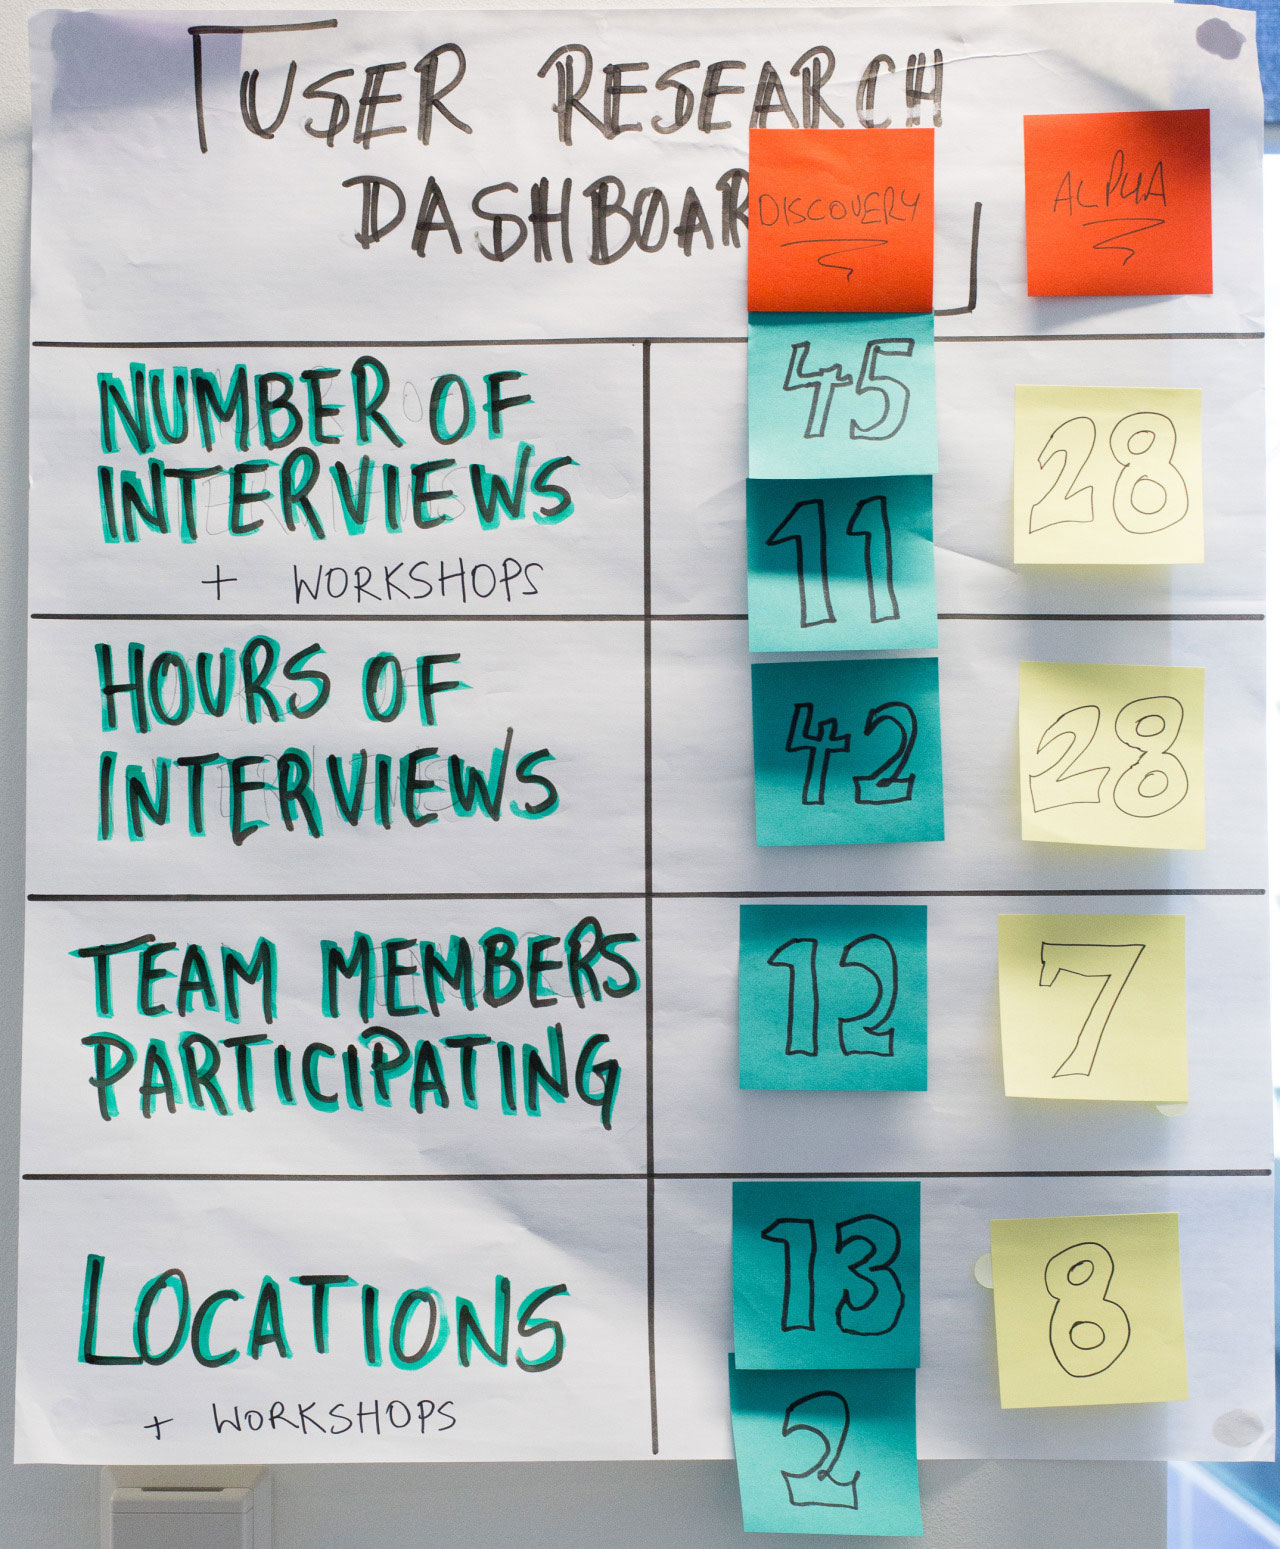 USER RESEARCH
DASHBOAR
DISCOVERY
ALPHA
NUMBER OF
INTERVIEWS
+ WORKSHOPS
45
11
28
HOURS OF
INTERVIEWS
42
28
TEAM MEMBERS
PARTICIPATING
12
7
LOCATIONS
+ WORKSHOPS
13
2
8